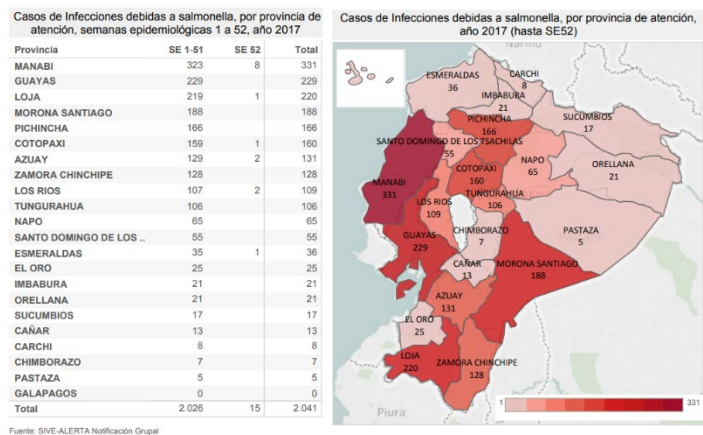 Casos de Infecciones debidas a salmonella, por provincia de
atención, semanas epidemiológicas 1 a 52, año 2017
Provincia SE 1-51 SE 52 Total
MANABI 323 8 331
GUAYAS 229 229
LOJA 219 1 220
MORONA SANTIAGO 188 188
PICHINCHA 166 166
COTOPAXI 159 1 160
AZUAY 129 2 131
ZAMORA CHINCHIPE 128 128
LOS RIOS 107 2 109
TUNGURAHUA 106 106
NAPO 65 65
SANTO DOMINGO DE LOS .. 55 55
ESMERALDAS 35 1 36
EL ORO 25 25
IMBABURA 21 21
ORELLANA 21 21
SUCUMBIOS 17 17
CAÑAR 13 13
CARCHI 8 8
CHIMBORAZO 7 7
PASTAZA 5 5
GALAPAGOS 0 0
Total 2.026 15 2.041
Fuente: SIVE-ALERTA Notificación Grupal
Casos de Infecciones debidas a salmonella, por provincia de atención,
año 2017 (hasta SE52)
Nariño
ESMERALDAS
36
CARCHI
8
IMBABURA
21
PICHINCHA
166
SUCUMBIOS
17
SANTO DOMINGO DE LOS TSACHILAS
55
NAPO
65
ORELLANA
21
COTOPAXI
160
MANABI
331
TUNGURAHUA
106
LOS RIOS
109
CHIMBORAZO
7
PASTAZA
5
GUAYAS
229
MORONA SANTIAGO
188
CAÑAR
13
AZUAY
131
EL ORO
25
LOJA
220
ZAMORA CHINCHIPE
128
1 331
Piura